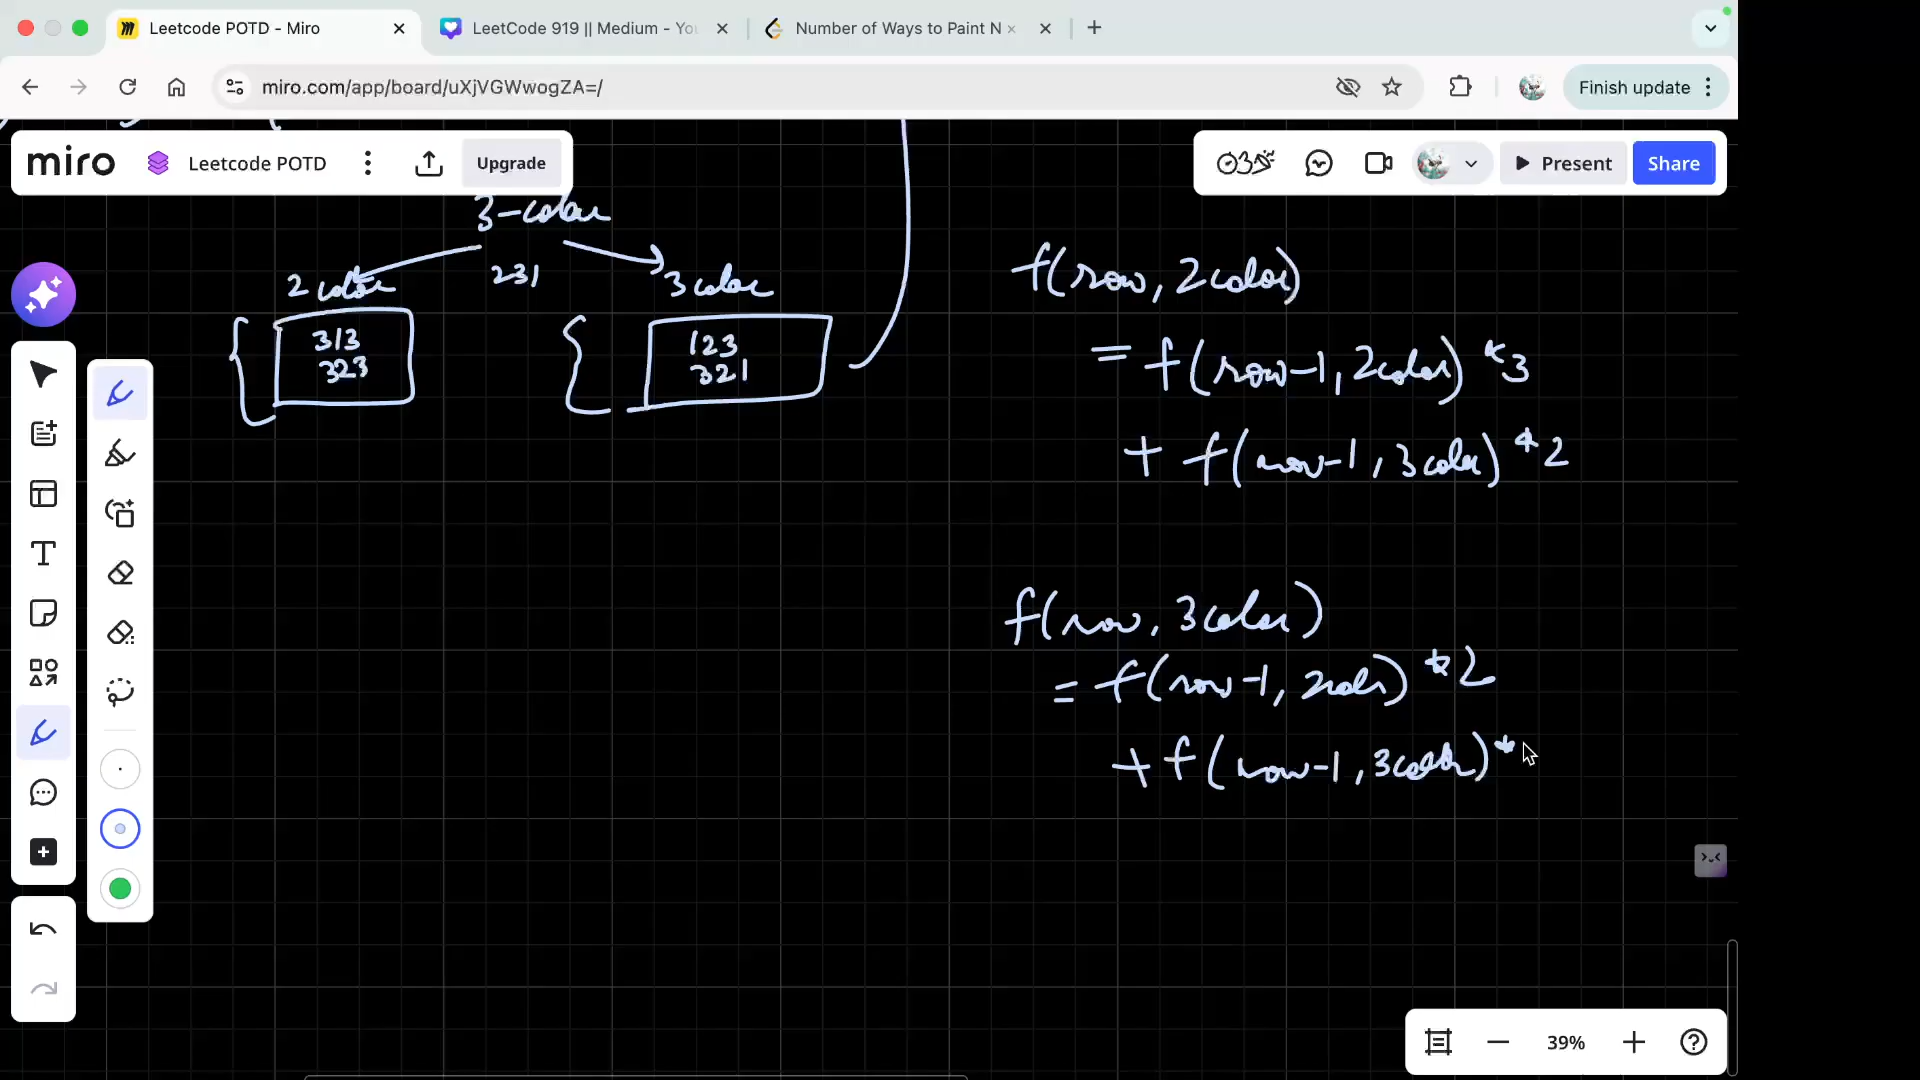 Leetcode POTD - Miro
LeetCode 919 || Medium - Yo
Number of Ways to Paint N ×
miro.com/app/board/uXjVGWwogZA=/
Finish update
miro
Leetcode POTD
Upgrade
Present
Share
3-color
2 color
231
3 color
313
323
123
321
f(row, 2color)
= f(row-1, 2color) *3
+ f(row-1, 3color) *2
f(row, 3color)
= f(row-1, 2color) *2
+ f(row-1, 3color) *
39%